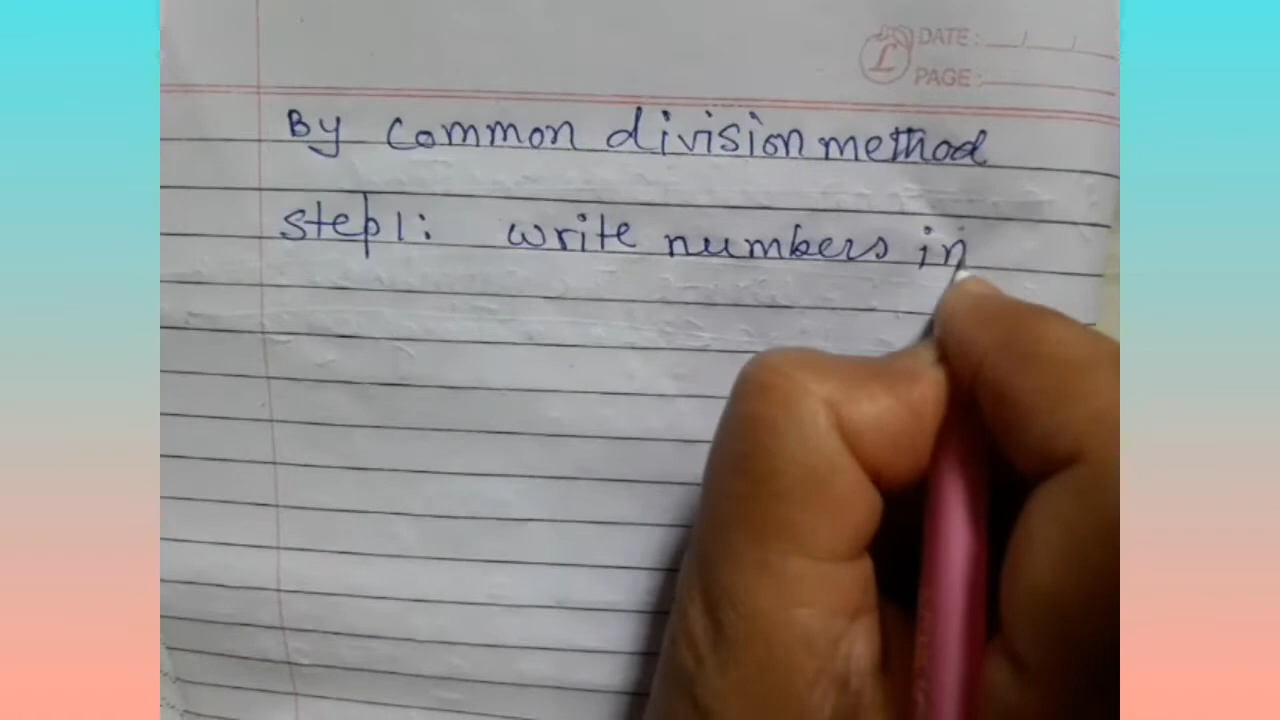 DATE :
PAGE :
By common division method
step1: write numbers in